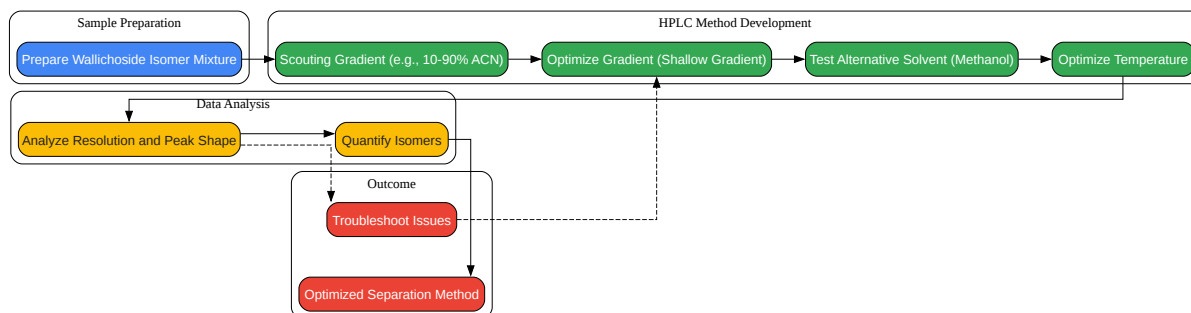 Sample Preparation
HPLC Method Development
Prepare Wallichoside Isomer Mixture
Scouting Gradient (e.g., 10-90% ACN)
Optimize Gradient (Shallow Gradient)
Test Alternative Solvent (Methanol)
Optimize Temperature
Data Analysis
Analyze Resolution and Peak Shape
Quantify Isomers
Outcome
Troubleshoot Issues
Optimized Separation Method